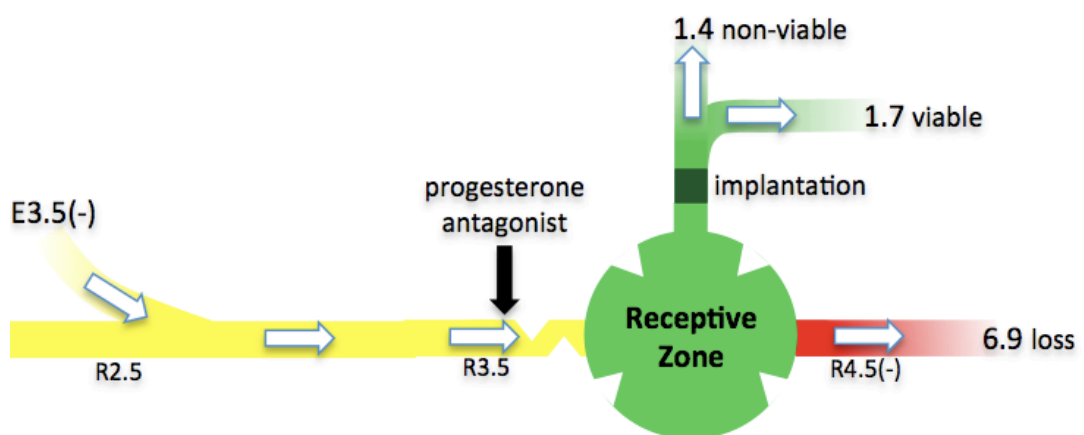 1.4 non-viable
1.7 viable
implantation
progesterone
antagonist
E3.5(-)
Receptive
Zone
6.9 loss
R2.5
R3.5
R4.5(-)